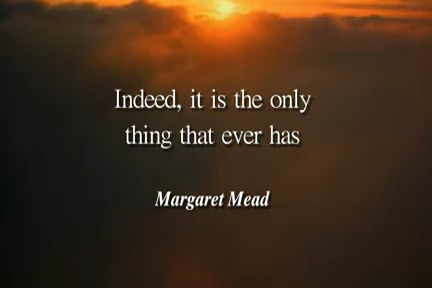 Indeed, it is the only
thing that ever has
Margaret Mead